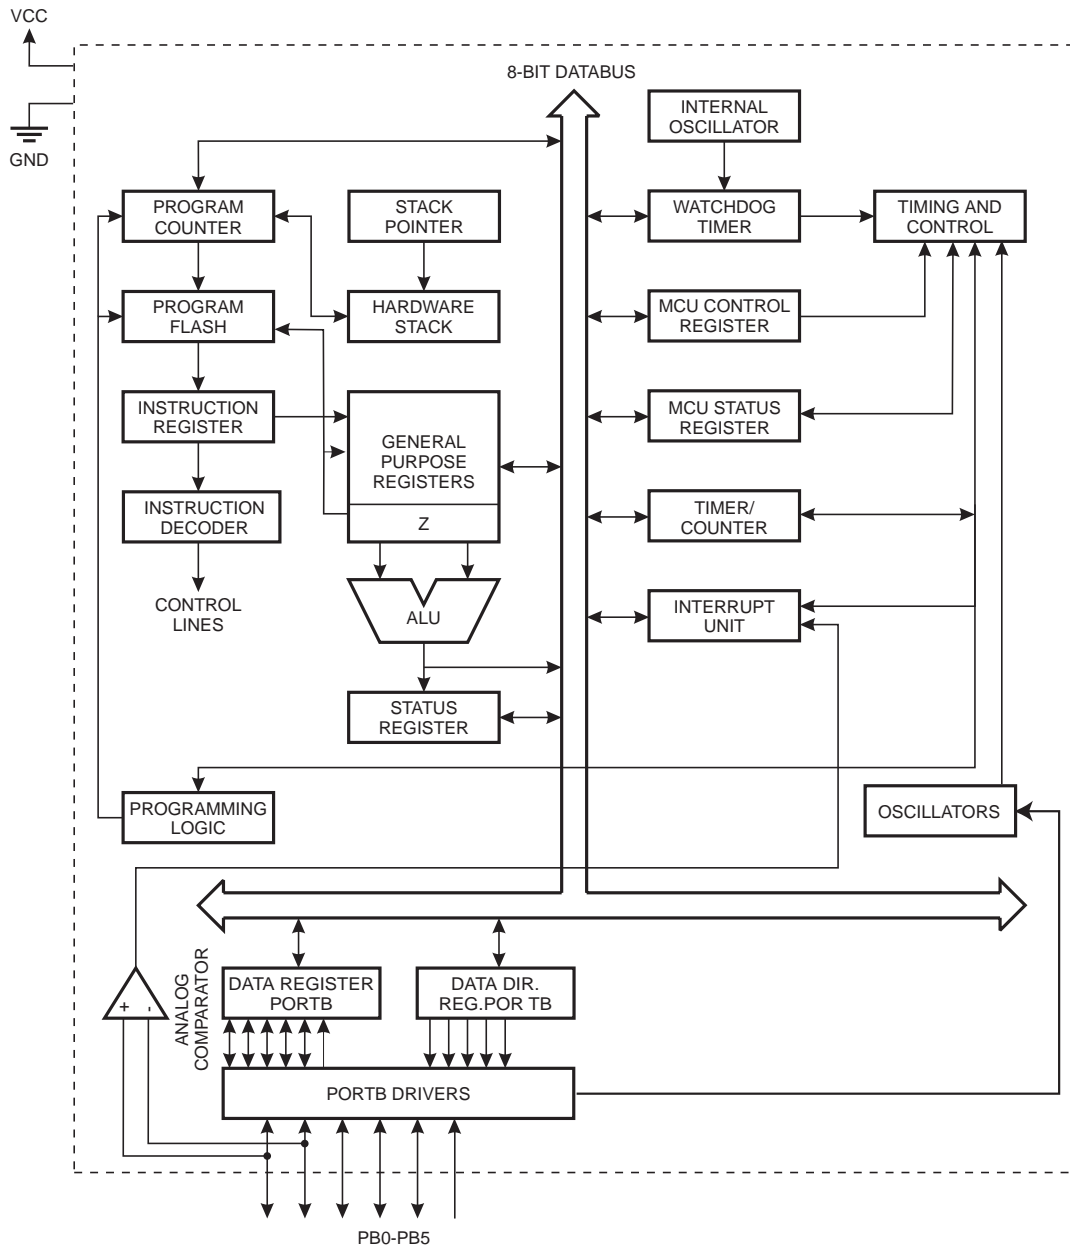 VCC
8-BIT DATABUS
INTERNAL
OSCILLATOR
GND
PROGRAM
COUNTER
STACK
POINTER
WATCHDOG
TIMER
TIMING AND
CONTROL
PROGRAM
FLASH
HARDWARE
STACK
MCU CONTROL
REGISTER
INSTRUCTION
REGISTER
GENERAL
PURPOSE
REGISTERS
Z
MCU STATUS
REGISTER
INSTRUCTION
DECODER
TIMER/
COUNTER
CONTROL
LINES
ALU
INTERRUPT
UNIT
STATUS
REGISTER
PROGRAMMING
LOGIC
OSCILLATORS
+
-
ANALOG
COMPARATOR
DATA REGISTER
PORTB
DATA DIR.
REG.POR TB
PORTB DRIVERS
PB0-PB5